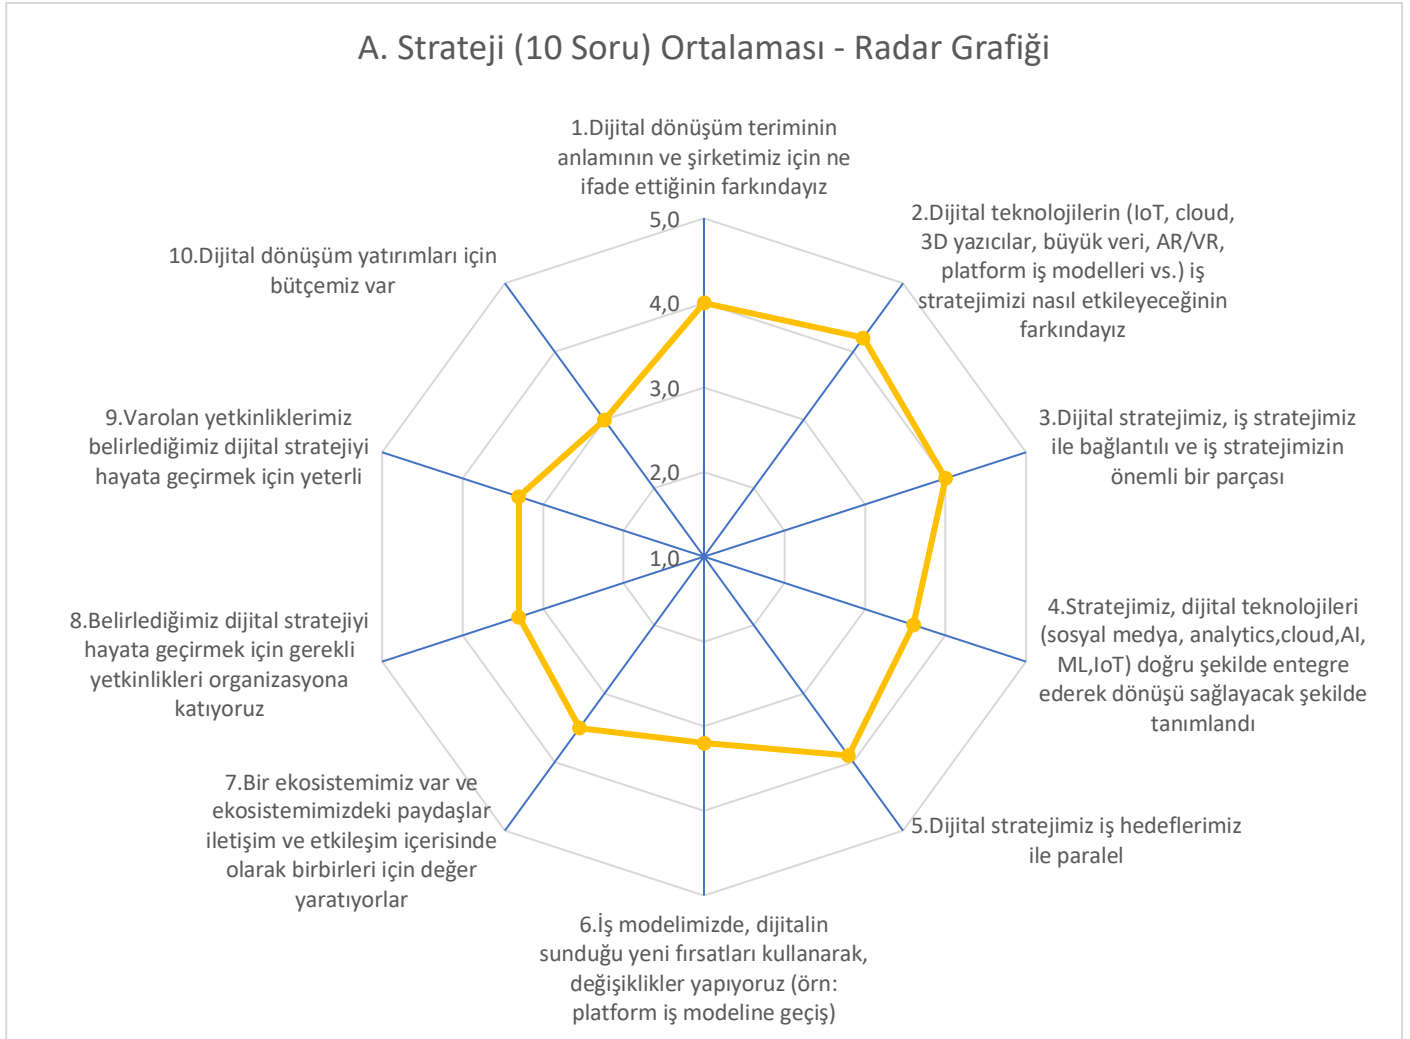 A. Strateji (10 Soru) Ortalaması - Radar Grafiği
1.Dijital dönüşüm teriminin
anlamının ve şirketimiz için ne
ifade ettiğinin farkındayız
2.Dijital teknolojilerin (IoT, cloud,
3D yazıcılar, büyük veri, AR/VR,
platform iş modelleri vs.) iş
stratejimizi nasıl etkileyeceğinin
farkındayız
3.Dijital stratejimiz, iş stratejimiz
ile bağlantılı ve iş stratejimizin
önemli bir parçası
4.Stratejimiz, dijital teknolojileri
(sosyal medya, analytics,cloud,AI,
ML,IoT) doğru şekilde entegre
ederek dönüşü sağlayacak şekilde
tanımlandı
5.Dijital stratejimiz iş hedeflerimiz
ile paralel
6.İş modelimizde, dijitalin
sunduğu yeni fırsatları kullanarak,
değişiklikler yapıyoruz (örn:
platform iş modeline geçiş)
7.Bir ekosistemimiz var ve
ekosistemimizdeki paydaşlar
iletişim ve etkileşim içerisinde
olarak birbirleri için değer
yaratıyorlar
8.Belirlediğimiz dijital stratejiyi
hayata geçirmek için gerekli
yetkinlikleri organizasyona
katıyoruz
9.Varolan yetkinliklerimiz
belirlediğimiz dijital stratejiyi
hayata geçirmek için yeterli
10.Dijital dönüşüm yatırımları için
bütçemiz var
5,0
4,0
3,0
2,0
1,0